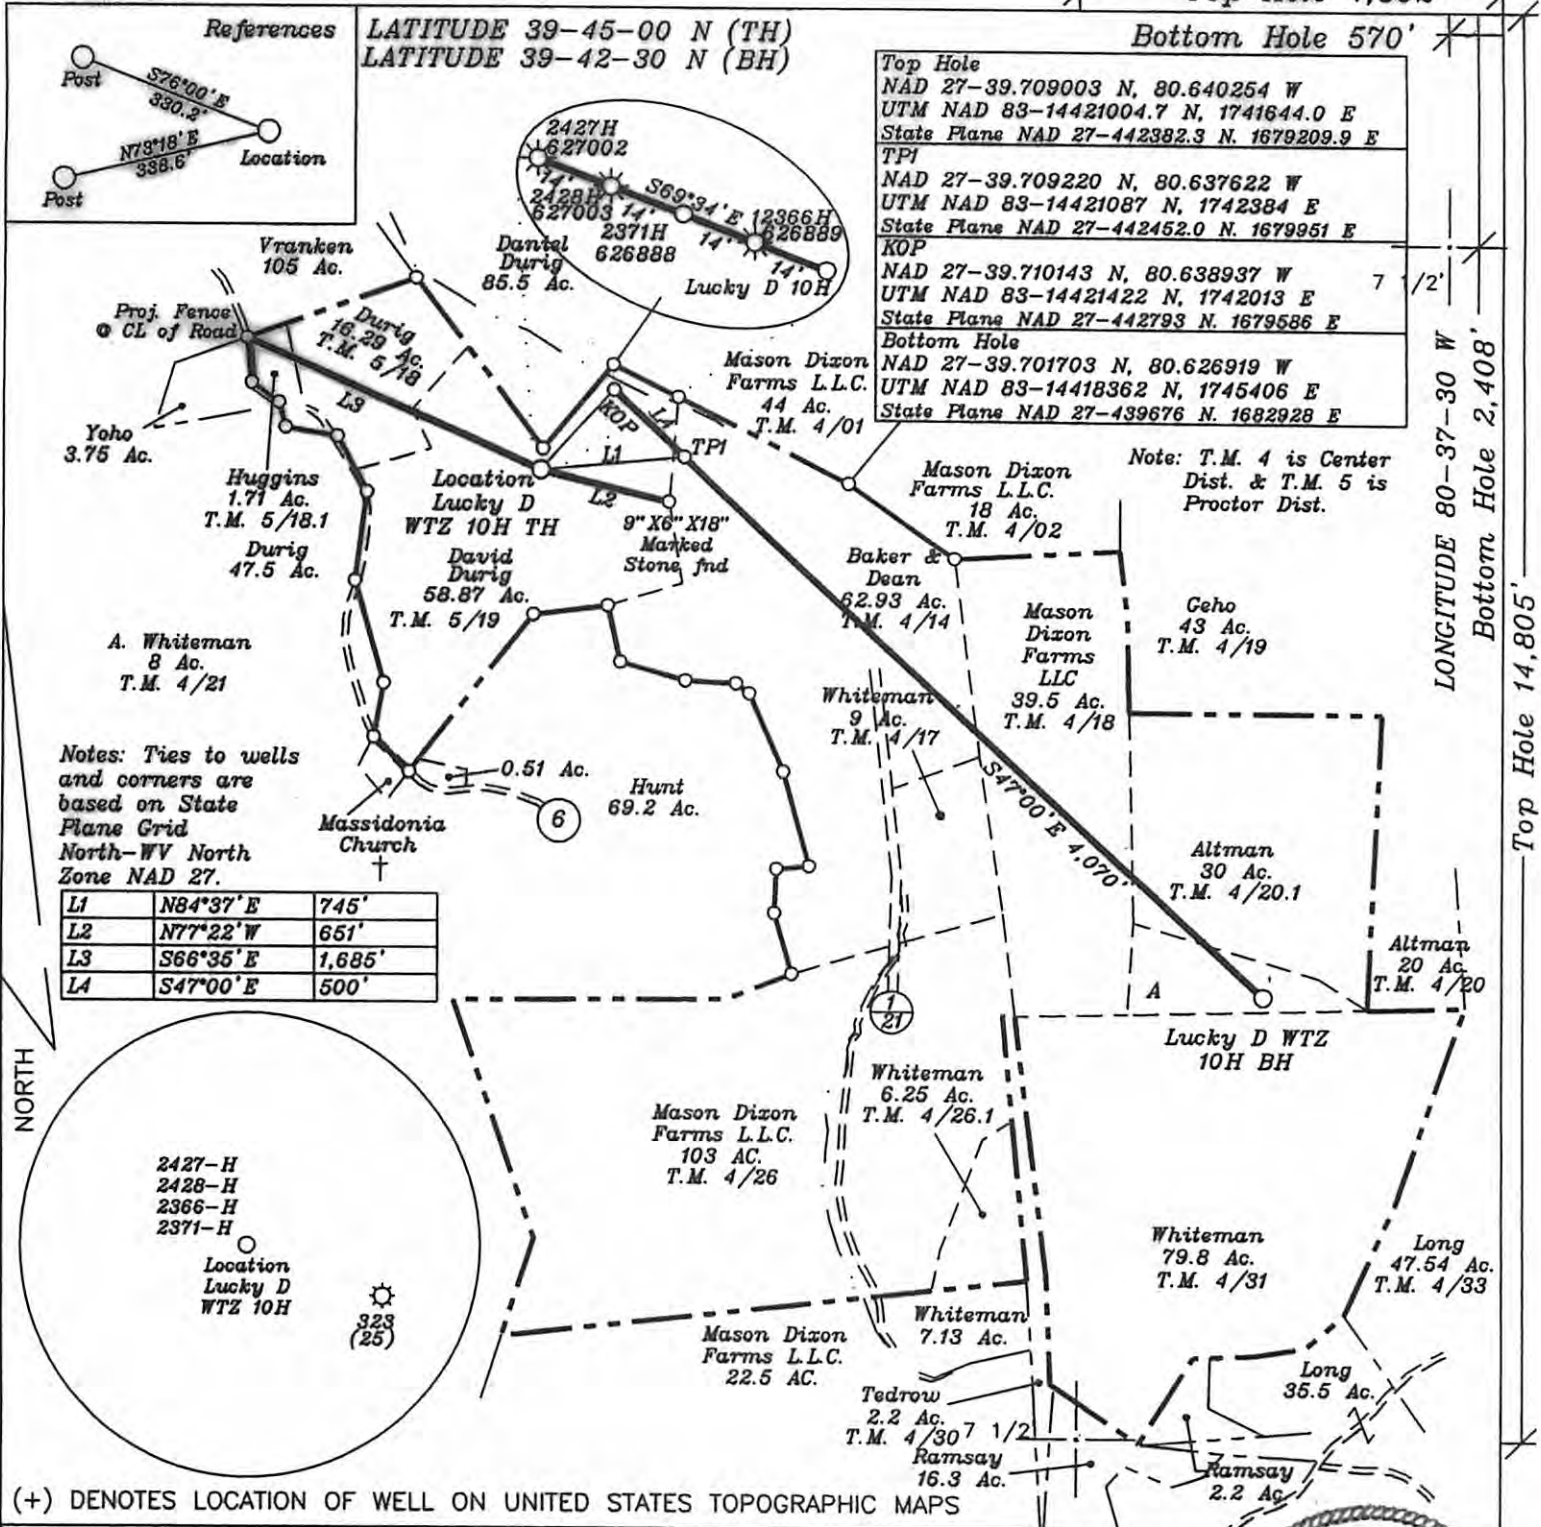 References
Post
S76°00'E
330.2'
N73°18'E
338.6'
Location
Post
LATITUDE 39-45-00 N (TH)
LATITUDE 39-42-30 N (BH)
Bottom Hole 570'
Top Hole
NAD 27-39.709003 N, 80.640254 W
UTM NAD 83-14421004.7 N, 1741644.0 E
State Plane NAD 27-442382.3 N. 1679209.9 E
TP1
NAD 27-39.709220 N, 80.637622 W
UTM NAD 83-14421087 N, 1742384 E
State Plane NAD 27-442452.0 N. 1679951 E
KOP
NAD 27-39.710143 N, 80.638937 W
UTM NAD 83-14421422 N, 1742013 E
State Plane NAD 27-442793 N. 1679586 E
Bottom Hole
NAD 27-39.701703 N, 80.626919 W
UTM NAD 83-14418362 N, 1745406 E
State Plane NAD 27-439676 N. 1682928 E
7 1/2'
LONGITUDE 80-37-30 W
Bottom Hole 2,408'
Top Hole 14,805'
2427H
627002
14'
2428H
627003
14'
S69°34'E
2371H
626888
14'
12366H
626889
14'
Lucky D 10H
Vranken
105 Ac.
Daniel
Durig
85.5 Ac.
Proj. Fence
@ CL of Road
Durig
16.29 Ac.
T.M. 5/18
L3
Mason Dixon
Farms L.L.C.
44 Ac.
T.M. 4/01
KOP
L4
TP1
L1
L2
Yoho
3.75 Ac.
Huggins
1.71 Ac.
T.M. 5/18.1
Location
Lucky D
WTZ 10H TH
9"X6"X18"
Marked
Stone fnd
Mason Dixon
Farms L.L.C.
18 Ac.
T.M. 4/02
Note: T.M. 4 is Center
Dist. & T.M. 5 is
Proctor Dist.
Durig
47.5 Ac.
David
Durig
58.87 Ac.
T.M. 5/19
Baker &
Dean
62.93 Ac.
T.M. 4/14
Mason
Dixon
Farms
LLC
39.5 Ac.
T.M. 4/18
Geho
43 Ac.
T.M. 4/19
A. Whiteman
8 Ac.
T.M. 4/21
Whiteman
9 Ac.
T.M. 4/17
S47°00'E 4,070'
Notes: Ties to wells
and corners are
based on State
Plane Grid
North-WV North
Zone NAD 27.
0.51 Ac.
Hunt
69.2 Ac.
6
Massidonia
Church
Altman
30 Ac.
T.M. 4/20.1
L1 N84°37'E 745'
L2 N77°22'W 651'
L3 S66°35'E 1,685'
L4 S47°00'E 500'
Altman
20 Ac.
T.M. 4/20
A
1
21
Lucky D WTZ
10H BH
NORTH
Whiteman
6.25 Ac.
T.M. 4/26.1
Mason Dixon
Farms L.L.C.
103 AC.
T.M. 4/26
2427-H
2428-H
2366-H
2371-H
Location
Lucky D
WTZ 10H
323
(25)
Whiteman
79.8 Ac.
T.M. 4/31
Long
47.54 Ac.
T.M. 4/33
Whiteman
7.13 Ac.
Mason Dixon
Farms L.L.C.
22.5 AC.
Long
35.5 Ac.
Tedrow
2.2 Ac.
T.M. 4/30
7 1/2
Ramsay
16.3 Ac.
Ramsay
2.2 Ac
(+) DENOTES LOCATION OF WELL ON UNITED STATES TOPOGRAPHIC MAPS